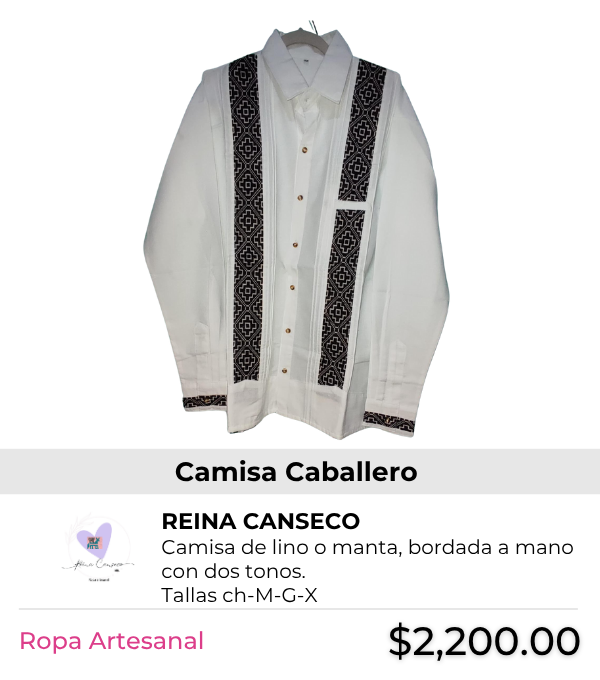 Camisa Caballero
REINA CANSECO
Camisa de lino o manta, bordada a mano
con dos tonos.
Tallas ch-M-G-X
Reina Canseco
Ropa Artesanal
$2,200.00